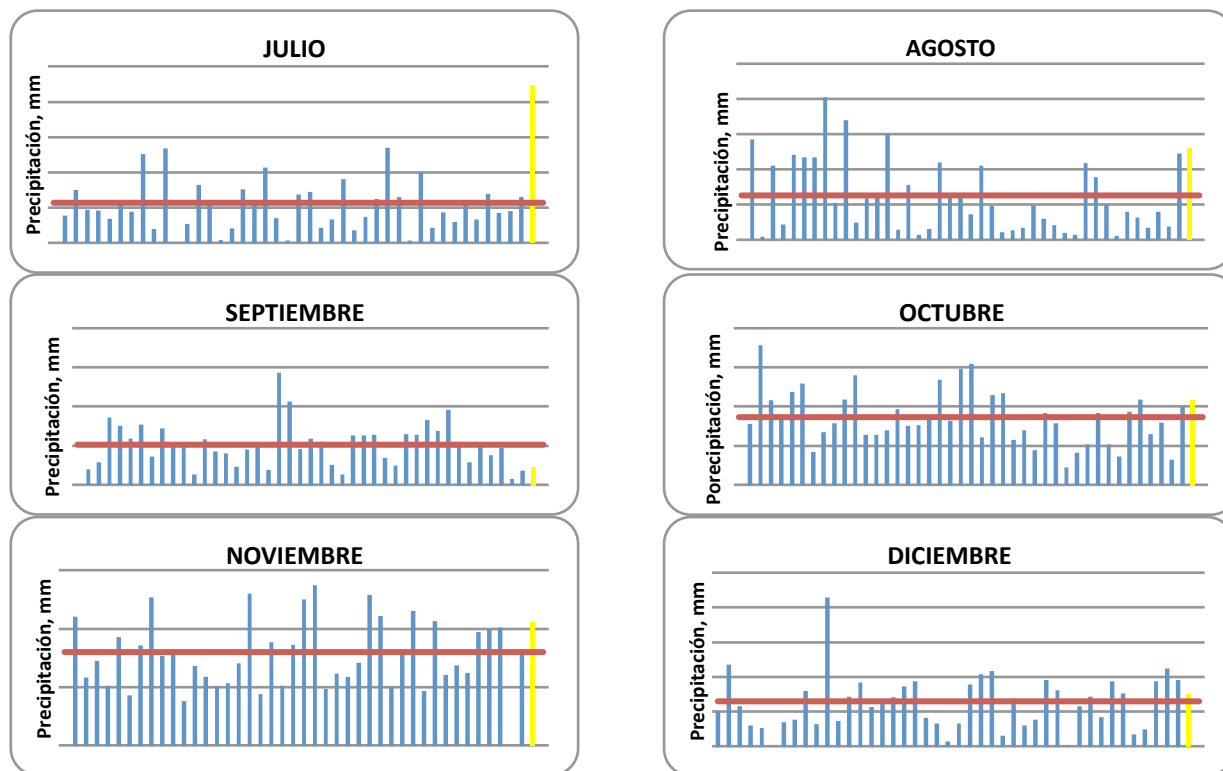 JULIO
Precipitación, mm
AGOSTO
Precipitación, mm
SEPTIEMBRE
Precipitación, mm
OCTUBRE
Porecipitación, mm
NOVIEMBRE
Precipitación, mm
DICIEMBRE
Precipitación, mm